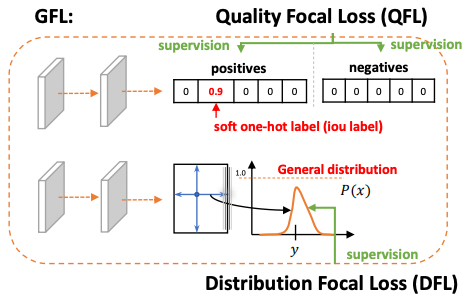 GFL:
Quality Focal Loss (QFL)
supervision
supervision
positives
negatives
0 0.9 0 0 0
0 0 0 0 0
soft one-hot label (iou label)
1.0
General distribution
P(x)
y
supervision
Distribution Focal Loss (DFL)